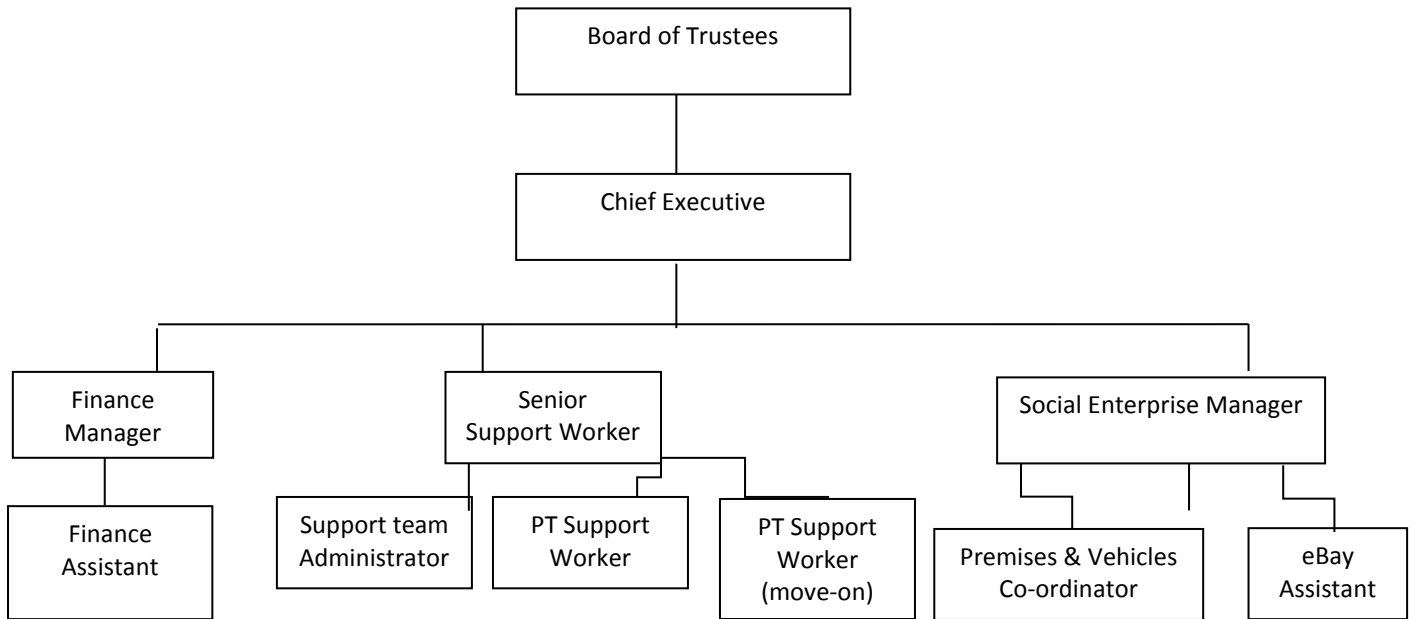 Board of Trustees
Chief Executive
Finance
Manager
Senior
Support Worker
Social Enterprise Manager
Finance
Assistant
Support team
Administrator
PT Support
Worker
PT Support
Worker
(move-on)
Premises & Vehicles
Co-ordinator
eBay
Assistant